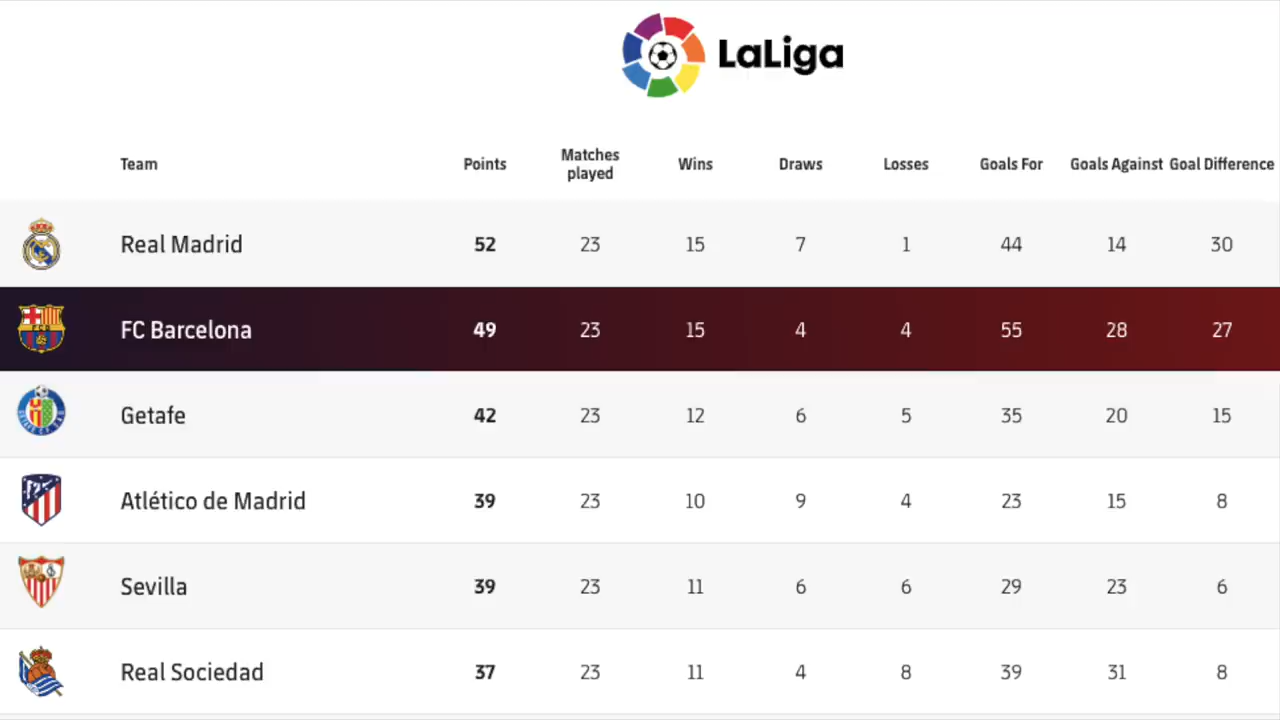 LaLiga
Team Points Matches played Wins Draws Losses Goals For Goals Against Goal Difference
Real Madrid 52 23 15 7 1 44 14 30
FC Barcelona 49 23 15 4 4 55 28 27
Getafe 42 23 12 6 5 35 20 15
Atlético de Madrid 39 23 10 9 4 23 15 8
Sevilla 39 23 11 6 6 29 23 6
Real Sociedad 37 23 11 4 8 39 31 8